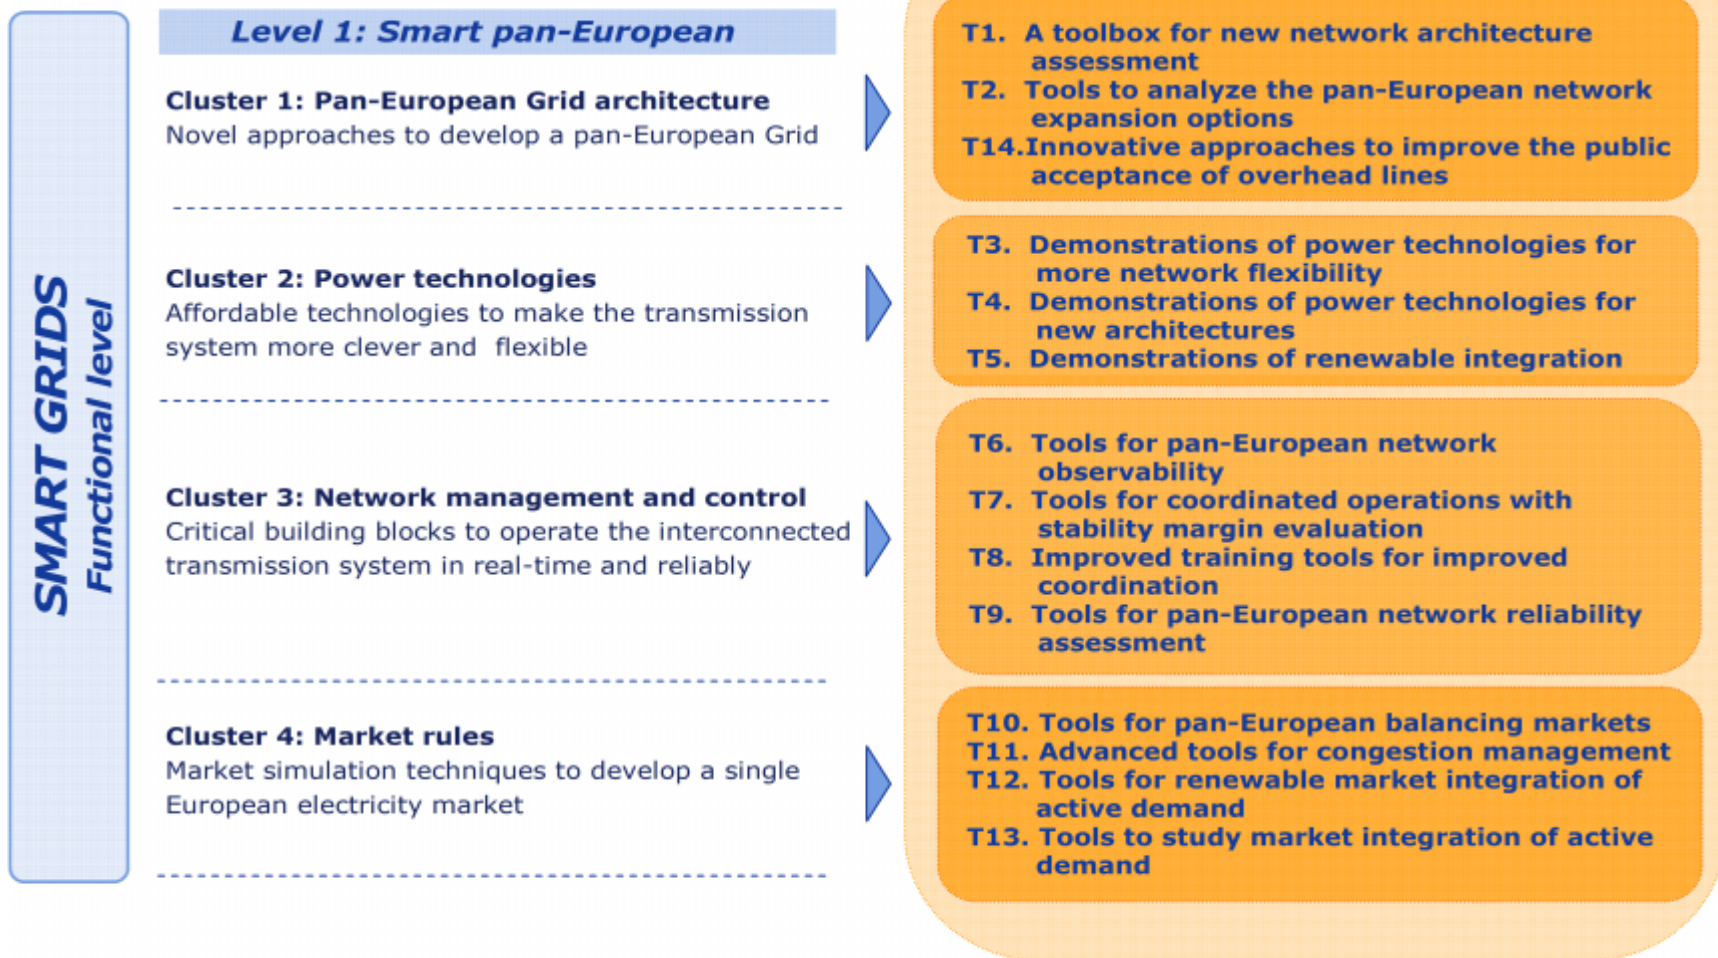 SMART GRIDS
Functional level
Level 1: Smart pan-European
Cluster 1: Pan-European Grid architecture
Novel approaches to develop a pan-European Grid
T1. A toolbox for new network architecture
assessment
T2. Tools to analyze the pan-European network
expansion options
T14.Innovative approaches to improve the public
acceptance of overhead lines
Cluster 2: Power technologies
Affordable technologies to make the transmission
system more clever and flexible
T3. Demonstrations of power technologies for
more network flexibility
T4. Demonstrations of power technologies for
new architectures
T5. Demonstrations of renewable integration
Cluster 3: Network management and control
Critical building blocks to operate the interconnected
transmission system in real-time and reliably
T6. Tools for pan-European network
observability
T7. Tools for coordinated operations with
stability margin evaluation
T8. Improved training tools for improved
coordination
T9. Tools for pan-European network reliability
assessment
Cluster 4: Market rules
Market simulation techniques to develop a single
European electricity market
T10. Tools for pan-European balancing markets
T11. Advanced tools for congestion management
T12. Tools for renewable market integration of
active demand
T13. Tools to study market integration of active
demand